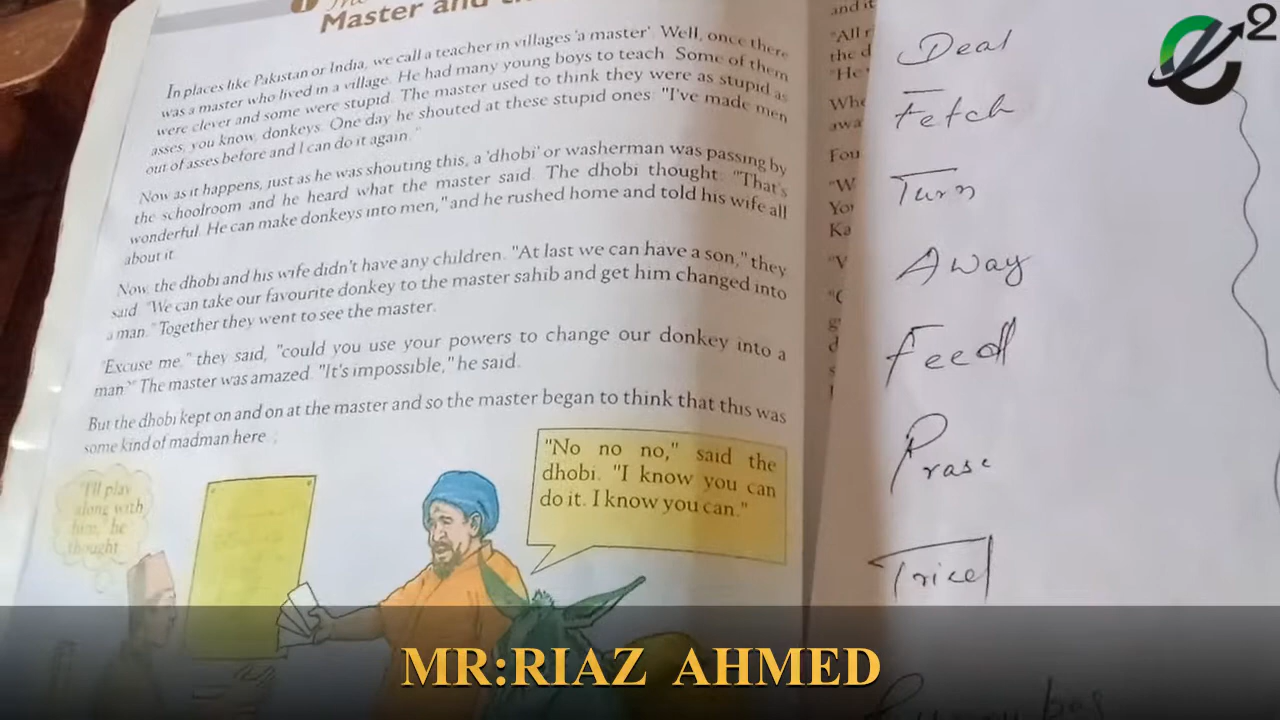 Master and
In places like Pakistan or India, we call a teacher in villages 'a master'. Well, once there
was a master who lived in a village. He had many young boys to teach. Some of them
were clever and some were stupid. The master used to think they were as stupid as
asses, you know, donkeys. One day he shouted at these stupid ones: "I've made men
out of asses before and I can do it again."
Now as it happens, just as he was shouting this, a 'dhobi' or washerman was passing by
the schoolroom and he heard what the master said. The dhobi thought: "That's
wonderful. He can make donkeys into men," and he rushed home and told his wife all
about it.
Now, the dhobi and his wife didn't have any children. "At last we can have a son," they
said. "We can take our favourite donkey to the master sahib and get him changed into
a man." Together they went to see the master.
"Excuse me," they said, "could you use your powers to change our donkey into a
man?" The master was amazed. "It's impossible," he said.
But the dhobi kept on and on at the master and so the master began to think that this was
some kind of madman here.
"I'll play
along with
him," he
thought.
"No no no," said the
dhobi. "I know you can
do it. I know you can."
and it
"All
the
"He
awa
Fou
"W
You
Ka
Deal
Fetch
Turn
Away
Feed
e2
MR:RIAZ AHMED